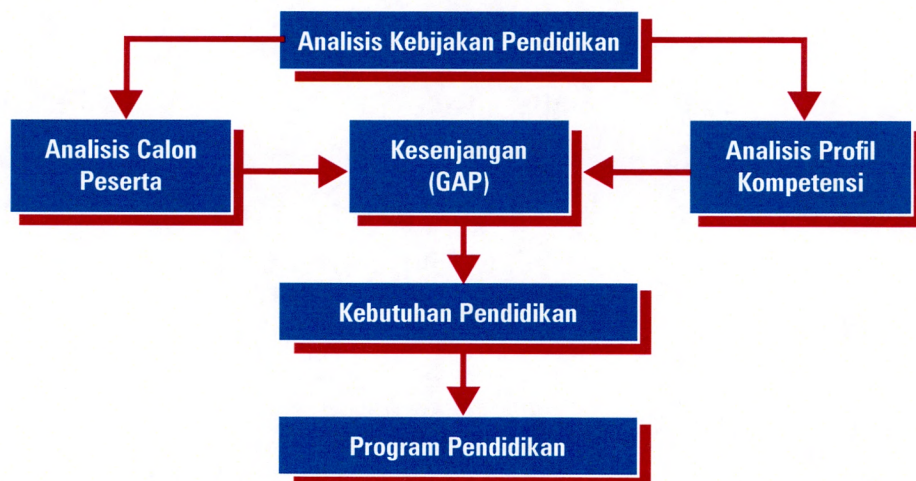 Analisis Kebijakan Pendidikan
Analisis Calon
Peserta
Kesenjangan
(GAP)
Analisis Profil
Kompetensi
Kebutuhan Pendidikan
Program Pendidikan